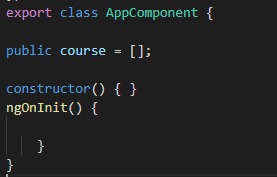 export class AppComponent {
public course = [];
constructor() { }
ngOnInit() {
}
}